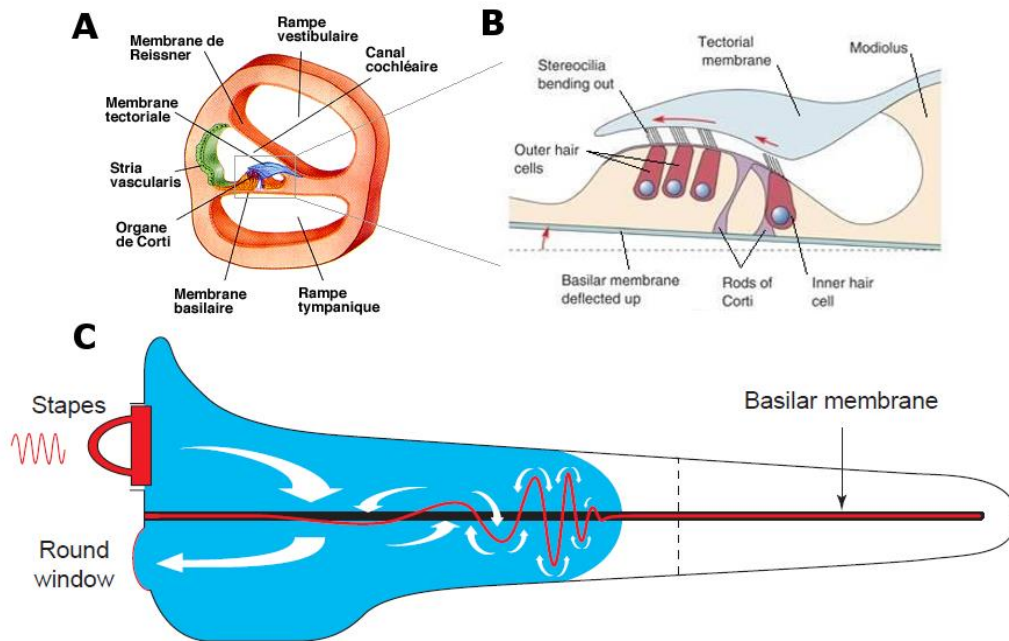 A
Membrane de
Reissner
Rampe
vestibulaire
Canal
cochléaire
Membrane
tectoriale
Stria
vascularis
Organe
de Corti
Membrane
basilaire
Rampe
tympanique
B
Stereocilia
bending out
Tectorial
membrane
Modiolus
Outer hair
cells
Basilar membrane
deflected up
Rods of
Corti
Inner hair
cell
C
Stapes
Basilar membrane
Round
window